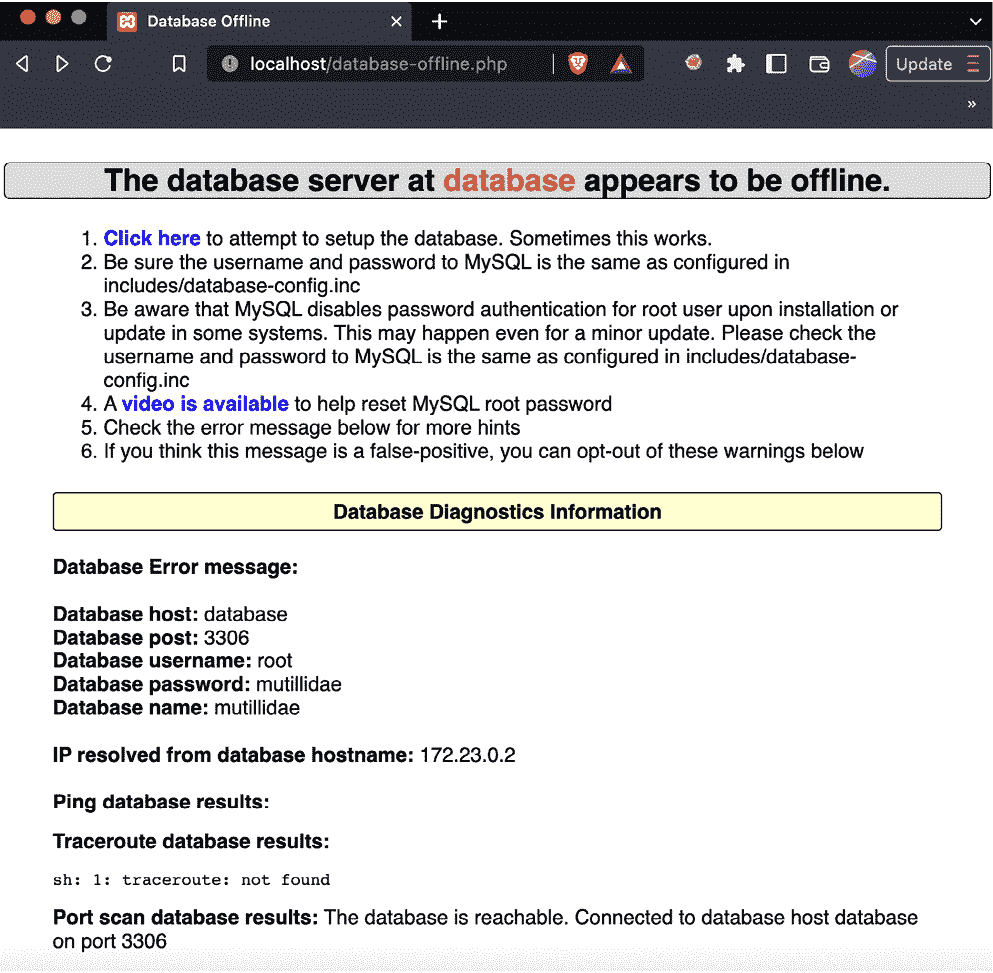 Database Offline
localhost/database-offline.php
Update
»
The database server at database appears to be offline.
1. Click here to attempt to setup the database. Sometimes this works.
2. Be sure the username and password to MySQL is the same as configured in
includes/database-config.inc
3. Be aware that MySQL disables password authentication for root user upon installation or
update in some systems. This may happen even for a minor update. Please check the
username and password to MySQL is the same as configured in includes/database-
config.inc
4. A video is available to help reset MySQL root password
5. Check the error message below for more hints
6. If you think this message is a false-positive, you can opt-out of these warnings below
Database Diagnostics Information
Database Error message:
Database host: database
Database post: 3306
Database username: root
Database password: mutillidae
Database name: mutillidae
IP resolved from database hostname: 172.23.0.2
Ping database results:
Traceroute database results:
sh: 1: traceroute: not found
Port scan database results: The database is reachable. Connected to database host database
on port 3306